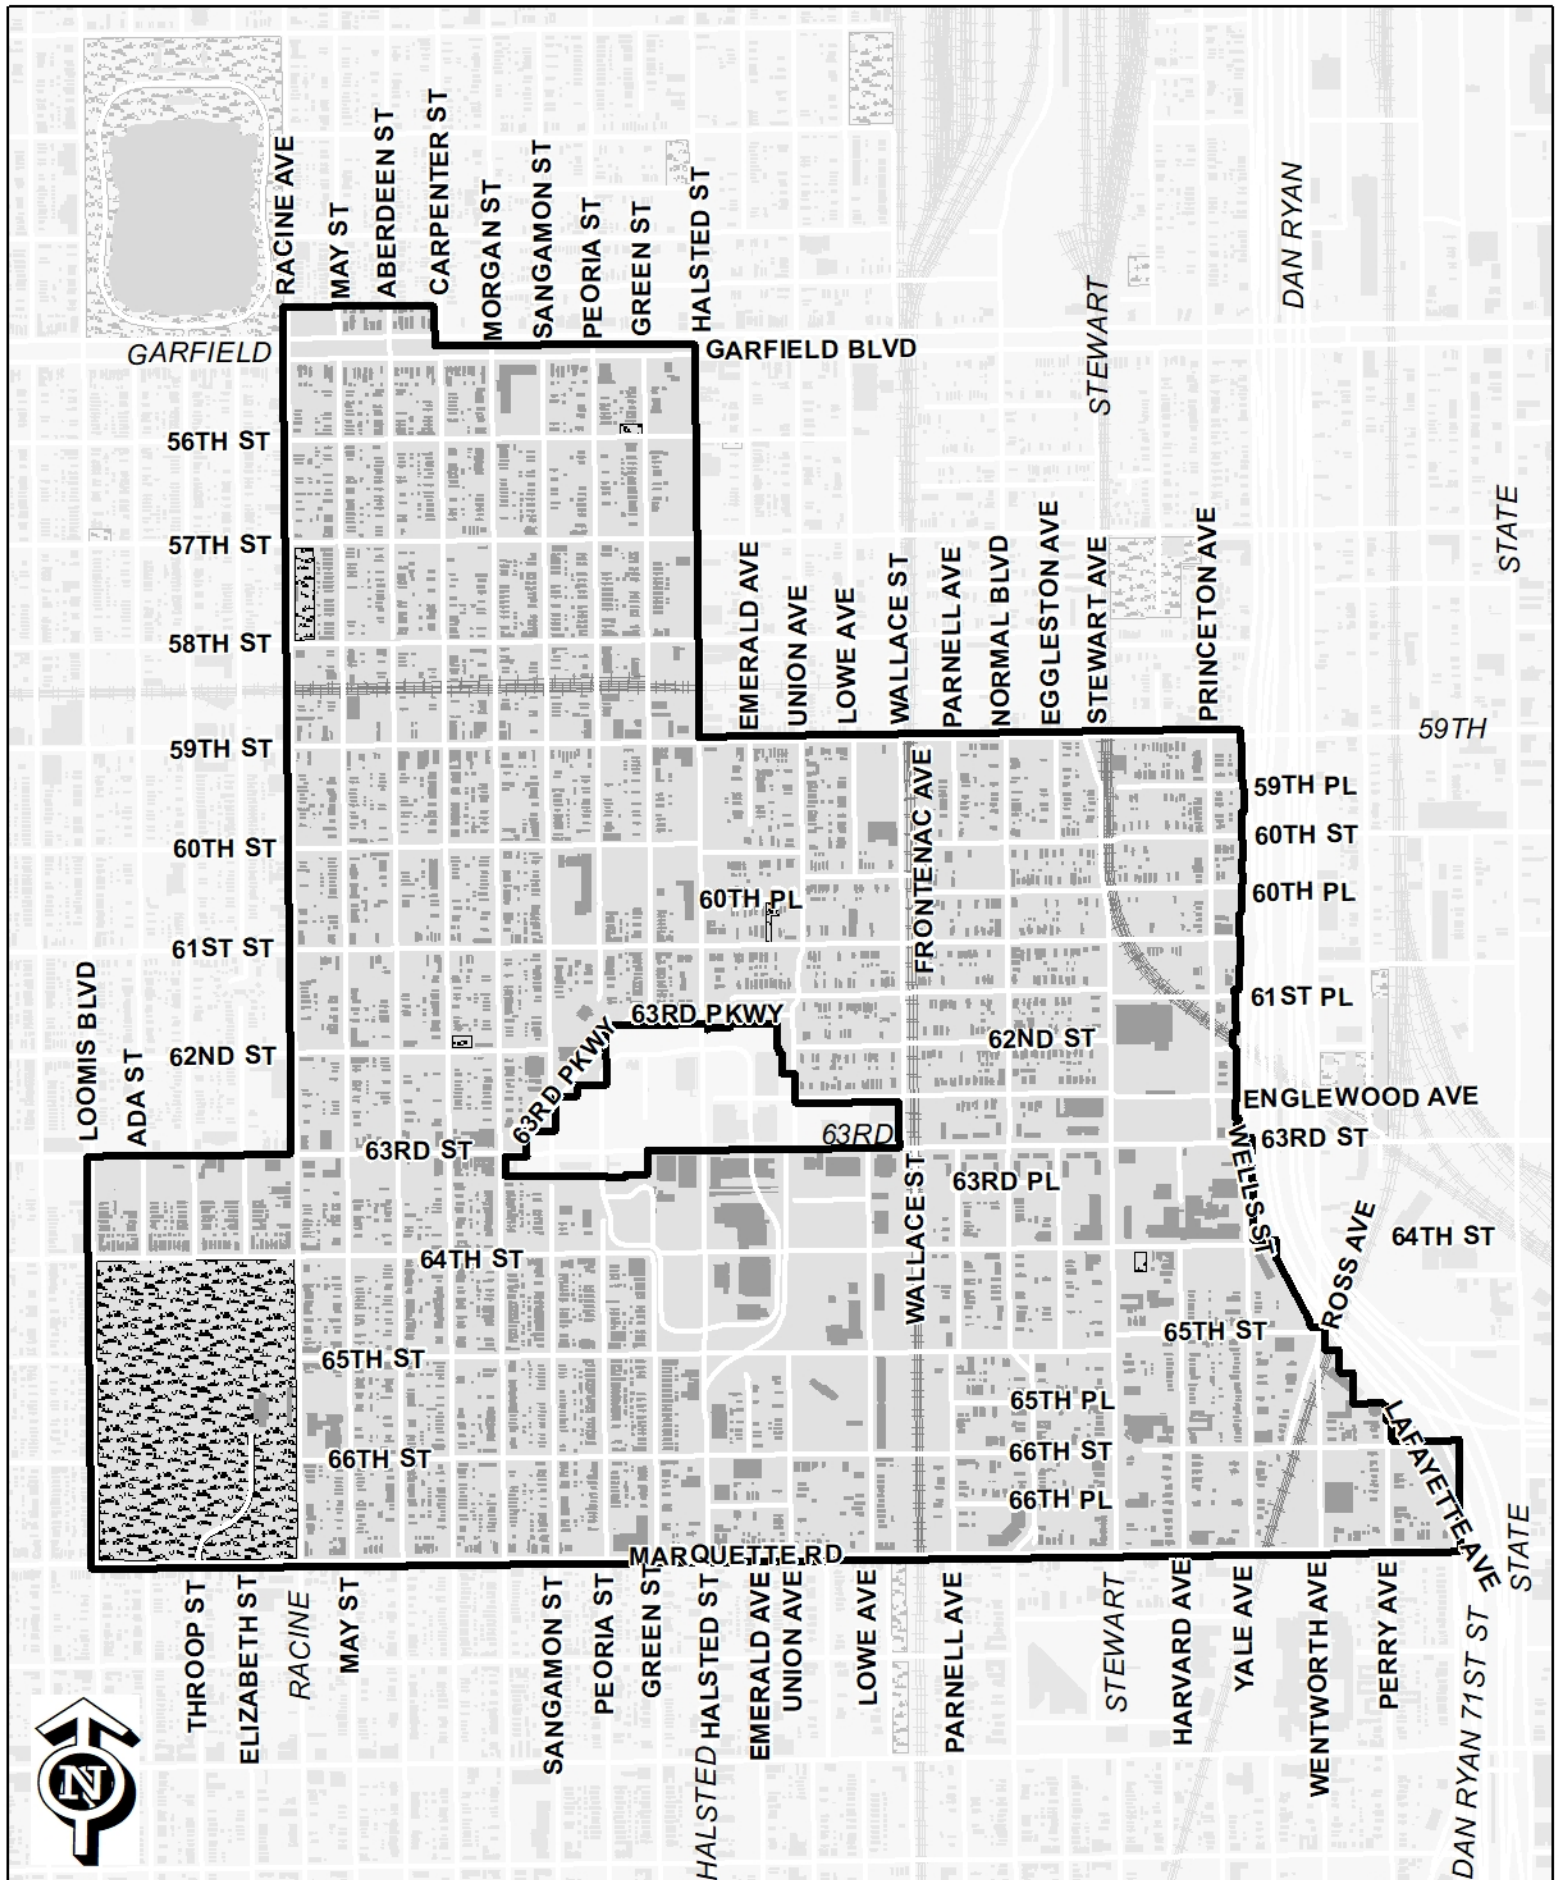 RACINE AVE
MAY ST
ABERDEEN ST
CARPENTER ST
MORGAN ST
SANGAMON ST
PEORIA ST
GREEN ST
HALSTED ST
DAN RYAN
STEWART
GARFIELD
GARFIELD BLVD
56TH ST
57TH ST
58TH ST
59TH ST
60TH ST
61ST ST
62ND ST
LOOMIS BLVD
ADA ST
EMERALD AVE
UNION AVE
LOWE AVE
WALLACE ST
PARNELL AVE
NORMAL BLVD
EGGLESTON AVE
STEWART AVE
PRINCETON AVE
STATE
59TH
59TH PL
60TH ST
60TH PL
61ST PL
ENGLEWOOD AVE
63RD ST
FRONTENAC AVE
60TH PL
63RD PKWY
63RD PKWY
62ND ST
63RD
63RD ST
63RD PL
WALLACE ST
WELLS ST
ROSS AVE
64TH ST
64TH ST
65TH ST
65TH ST
65TH PL
66TH ST
66TH ST
66TH PL
LAFAYETTE AVE
MARQUETTE RD
STATE
THROOP ST
ELIZABETH ST
RACINE
MAY ST
SANGAMON ST
PEORIA ST
GREEN ST
HALSTED ST
HALSTED
EMERALD AVE
UNION AVE
LOWE AVE
PARNELL AVE
STEWART
HARVARD AVE
YALE AVE
WENTWORTH AVE
PERRY AVE
DAN RYAN 71ST ST
N